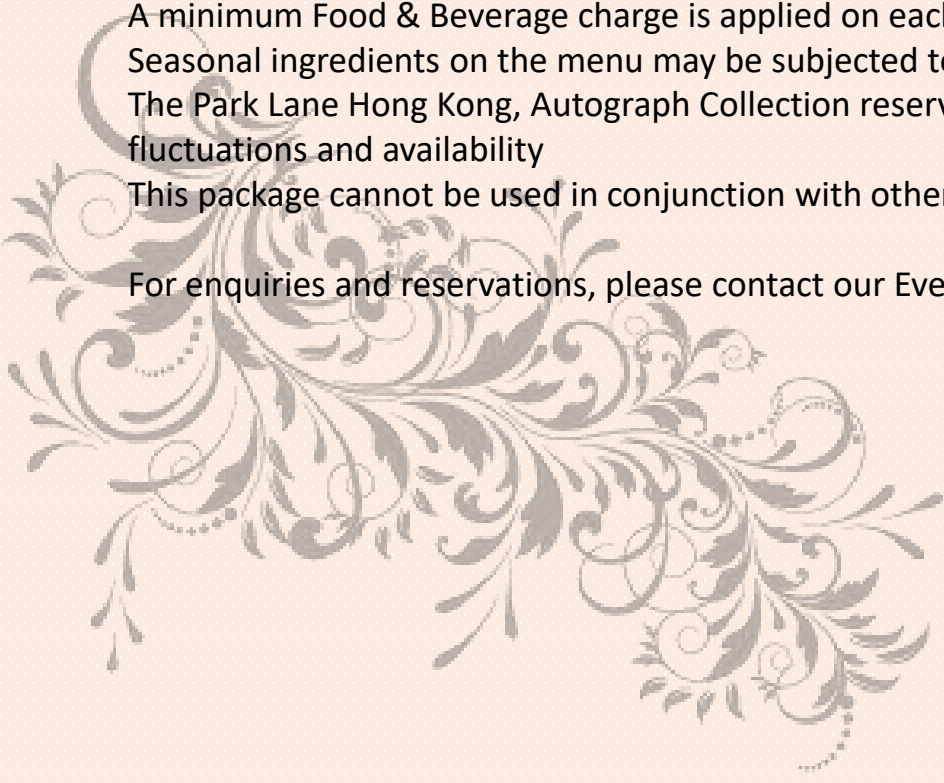 A minimum Food & Beverage charge is applied on each
Seasonal ingredients on the menu may be subjected to
The Park Lane Hong Kong, Autograph Collection
fluctuations and availability
This package cannot be used in conjunction with other
For enquiries and reservations, please contact our